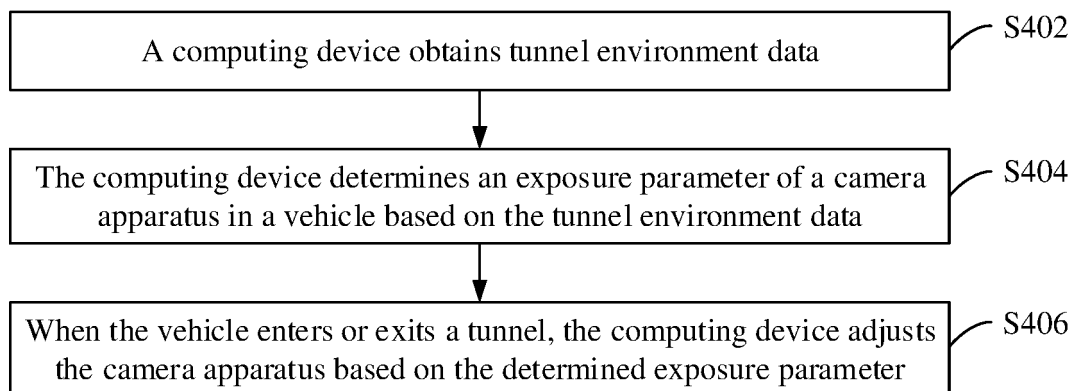 A computing device obtains tunnel environment data
S402
The computing device determines an exposure parameter of a camera
apparatus in a vehicle based on the tunnel environment data
S404
When the vehicle enters or exits a tunnel, the computing device adjusts
the camera apparatus based on the determined exposure parameter
S406